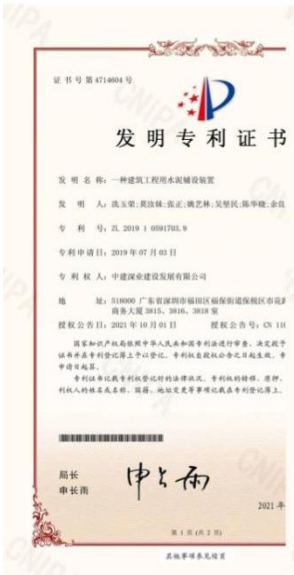 证书号第4714604号
发明专利证书
发 明 名 称：一种建筑工程用水泥铺设装置
发 明 人：冼玉荣;莫汝娣;张正;姚艺林;吴坚民;陈华晓;余良
专 利 号：ZL 2019 1 0591703.9
专利申请日：2019年07月03日
专 利 权 人：中建深业建设发展有限公司
地 址：518000 广东省深圳市福田区福保街道保税区市花路
商务大厦3815、3816、3818室
授权公告日：2021年10月01日 授权公告号：CN 110
国家知识产权局依照中华人民共和国专利法进行审查，决定授予
证书并在专利登记簿上予以登记。专利权自授权公告之日起生效。专
申请日起算。
专利证书记载专利权登记时的法律状况。专利权的转移、质押、
利权人的姓名或名称、国籍、地址变更等事项记载在专利登记簿上。
局长
申长雨
申长雨
2021年
第 1 页 (共 2 页)
其他事项参见续页
CNIPA